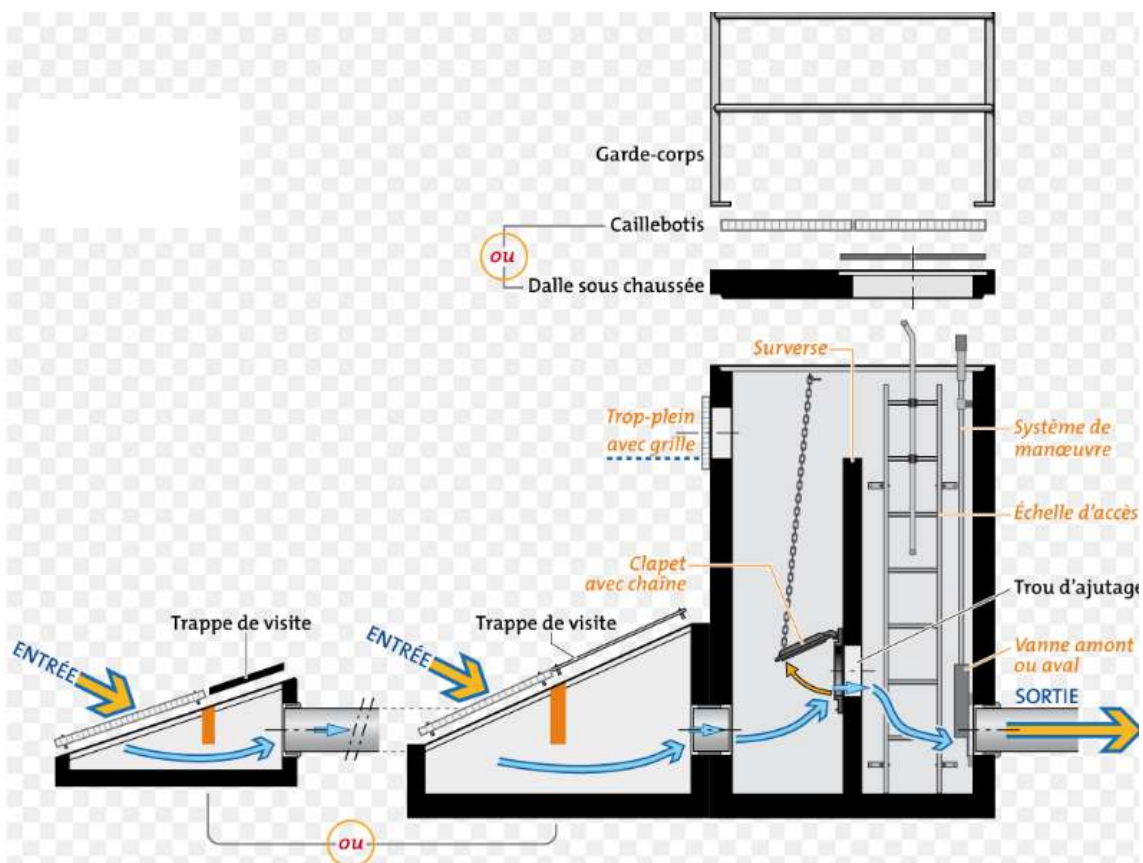 Garde-corps
Caillebotis
ou
Dalle sous chaussée
Surverse
Trop-plein
avec grille
Système de
manœuvre
Échelle d'accès
Clapet
avec chaîne
Trou d'ajutage
Trappe de visite
Trappe de visite
ENTRÉE
ENTRÉE
Vanne amont
ou aval
SORTIE
ou